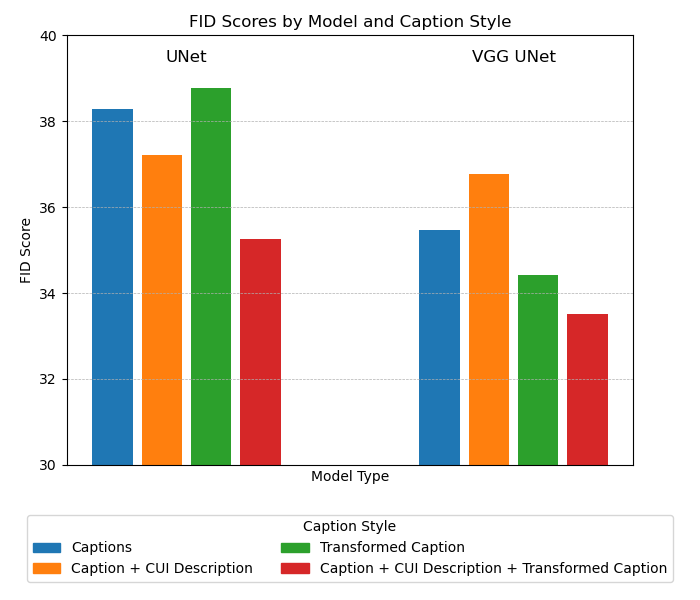 FID Scores by Model and Caption Style
40
UNet
VGG UNet
38
36
FID Score
34
32
30
Model Type
Caption Style
Captions
Transformed Caption
Caption + CUI Description
Caption + CUI Description + Transformed Caption